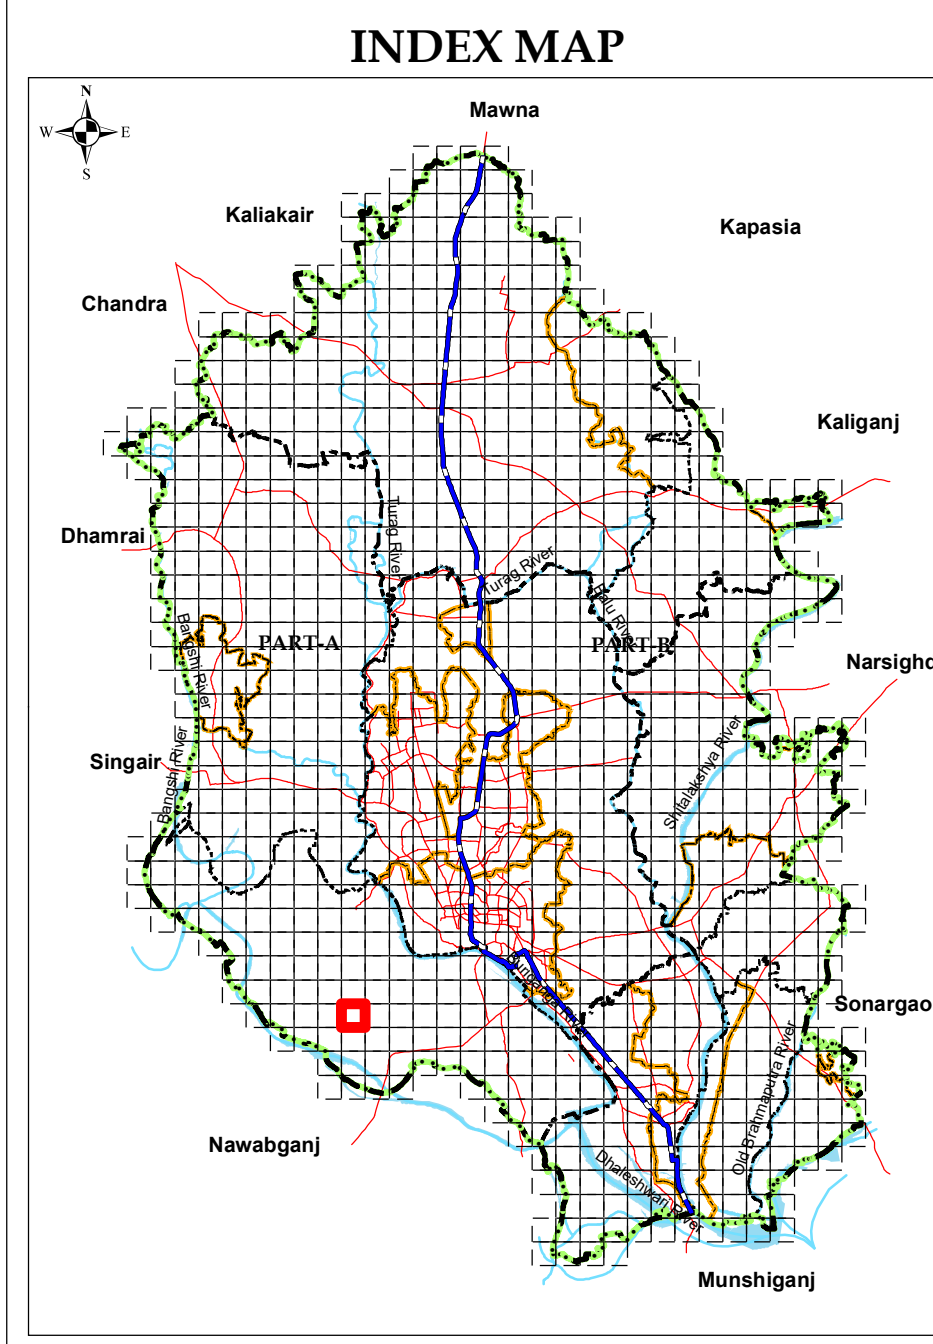 INDEX MAP
N
W E
S
Mawna
Kaliakair
Kapasia
Chandra
Kaliganj
Dhamrai
Turag River
Turag River
Balu River
Bangshi River
PART-A
PART-B
Narsighd
Shitalakshya River
Singair
Bangshi River
Buriganga River
Sonargao
Old Brahmaputra River
Nawabganj
Dhaleshwari River
Munshiganj